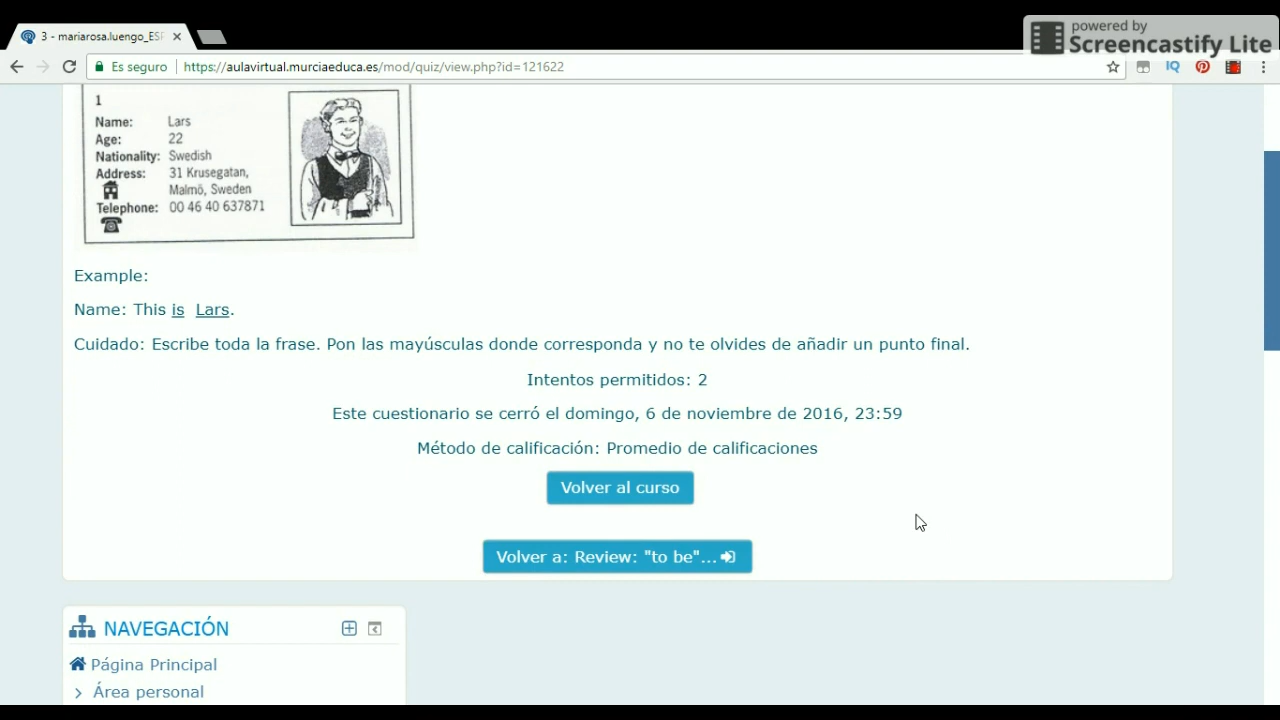 powered by
Screencastify Lite
3 - mariarosa.luengo_ESP
Es seguro
https://aulavirtual.murciaeduca.es/mod/quiz/view.php?id=121622
1
Name: Lars
Age: 22
Nationality: Swedish
Address: 31 Krusegatan,
Malmö, Sweden
Telephone: 00 46 40 637871
Example:
Name: This is Lars.
Cuidado: Escribe toda la frase. Pon las mayúsculas donde corresponda y no te olvides de añadir un punto final.
Intentos permitidos: 2
Este cuestionario se cerró el domingo, 6 de noviembre de 2016, 23:59
Método de calificación: Promedio de calificaciones
Volver al curso
Volver a: Review: "to be"...
NAVEGACIÓN
Página Principal
Área personal